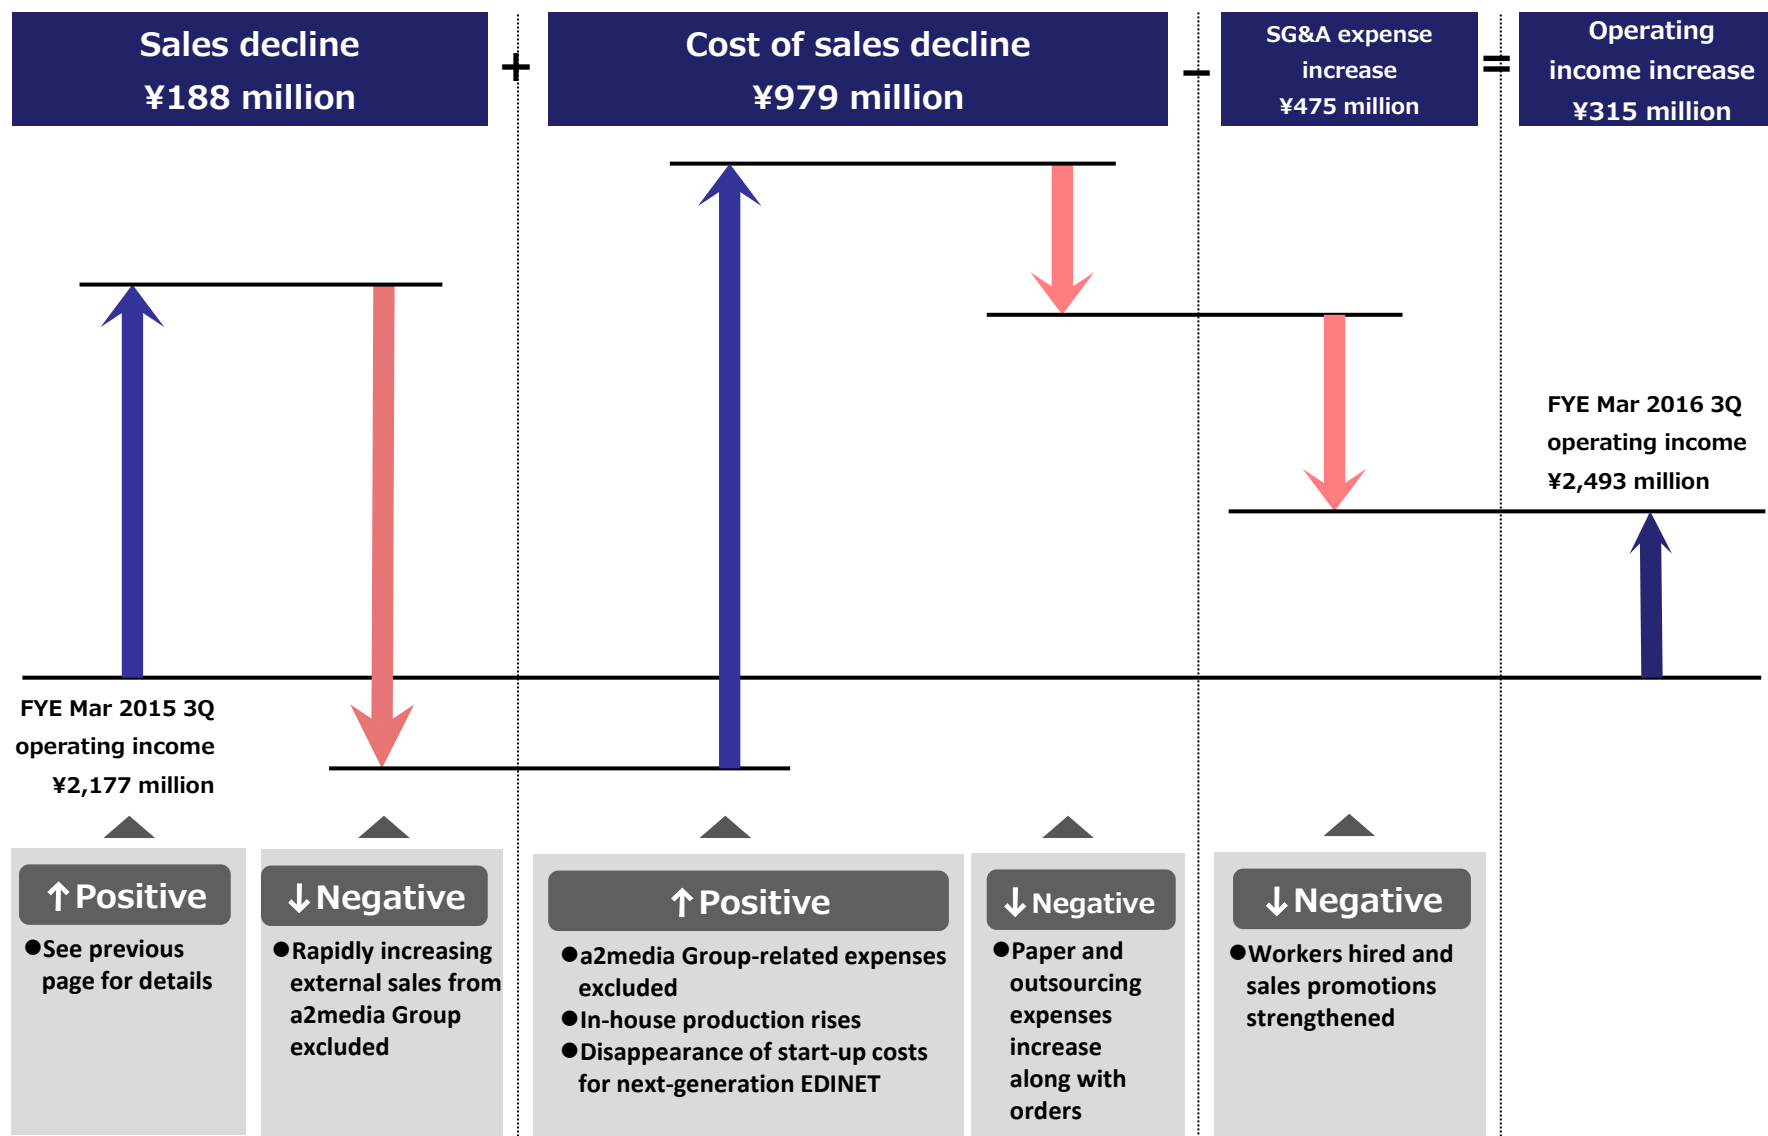 Sales decline
¥188 million
+
Cost of sales decline
¥979 million
−
SG&A expense
increase
¥475 million
=
Operating
income increase
¥315 million
FYE Mar 2016 3Q
operating income
¥2,493 million
FYE Mar 2015 3Q
operating income
¥2,177 million
↑Positive
●See previous
page for details
↓Negative
●Rapidly increasing
external sales from
a2media Group
excluded
↑Positive
●a2media Group-related expenses
excluded
●In-house production rises
●Disappearance of start-up costs
for next-generation EDINET
↓Negative
●Paper and
outsourcing
expenses
increase
along with
orders
↓Negative
●Workers hired and
sales promotions
strengthened